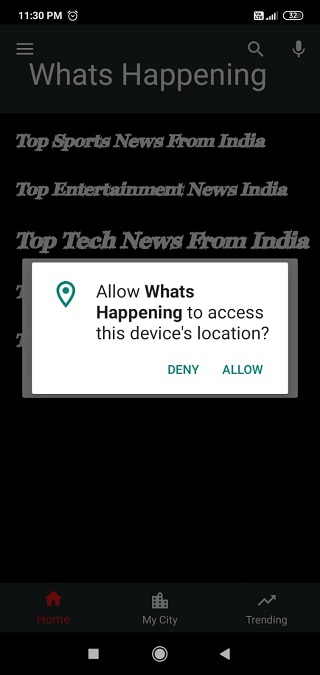 11:30 PM
32
Whats Happening
Top Sports News From India
Top Entertainment News India
Top Tech News From India
T
T
Allow Whats
Happening to access
this device's location?
DENY ALLOW
Home My City Trending